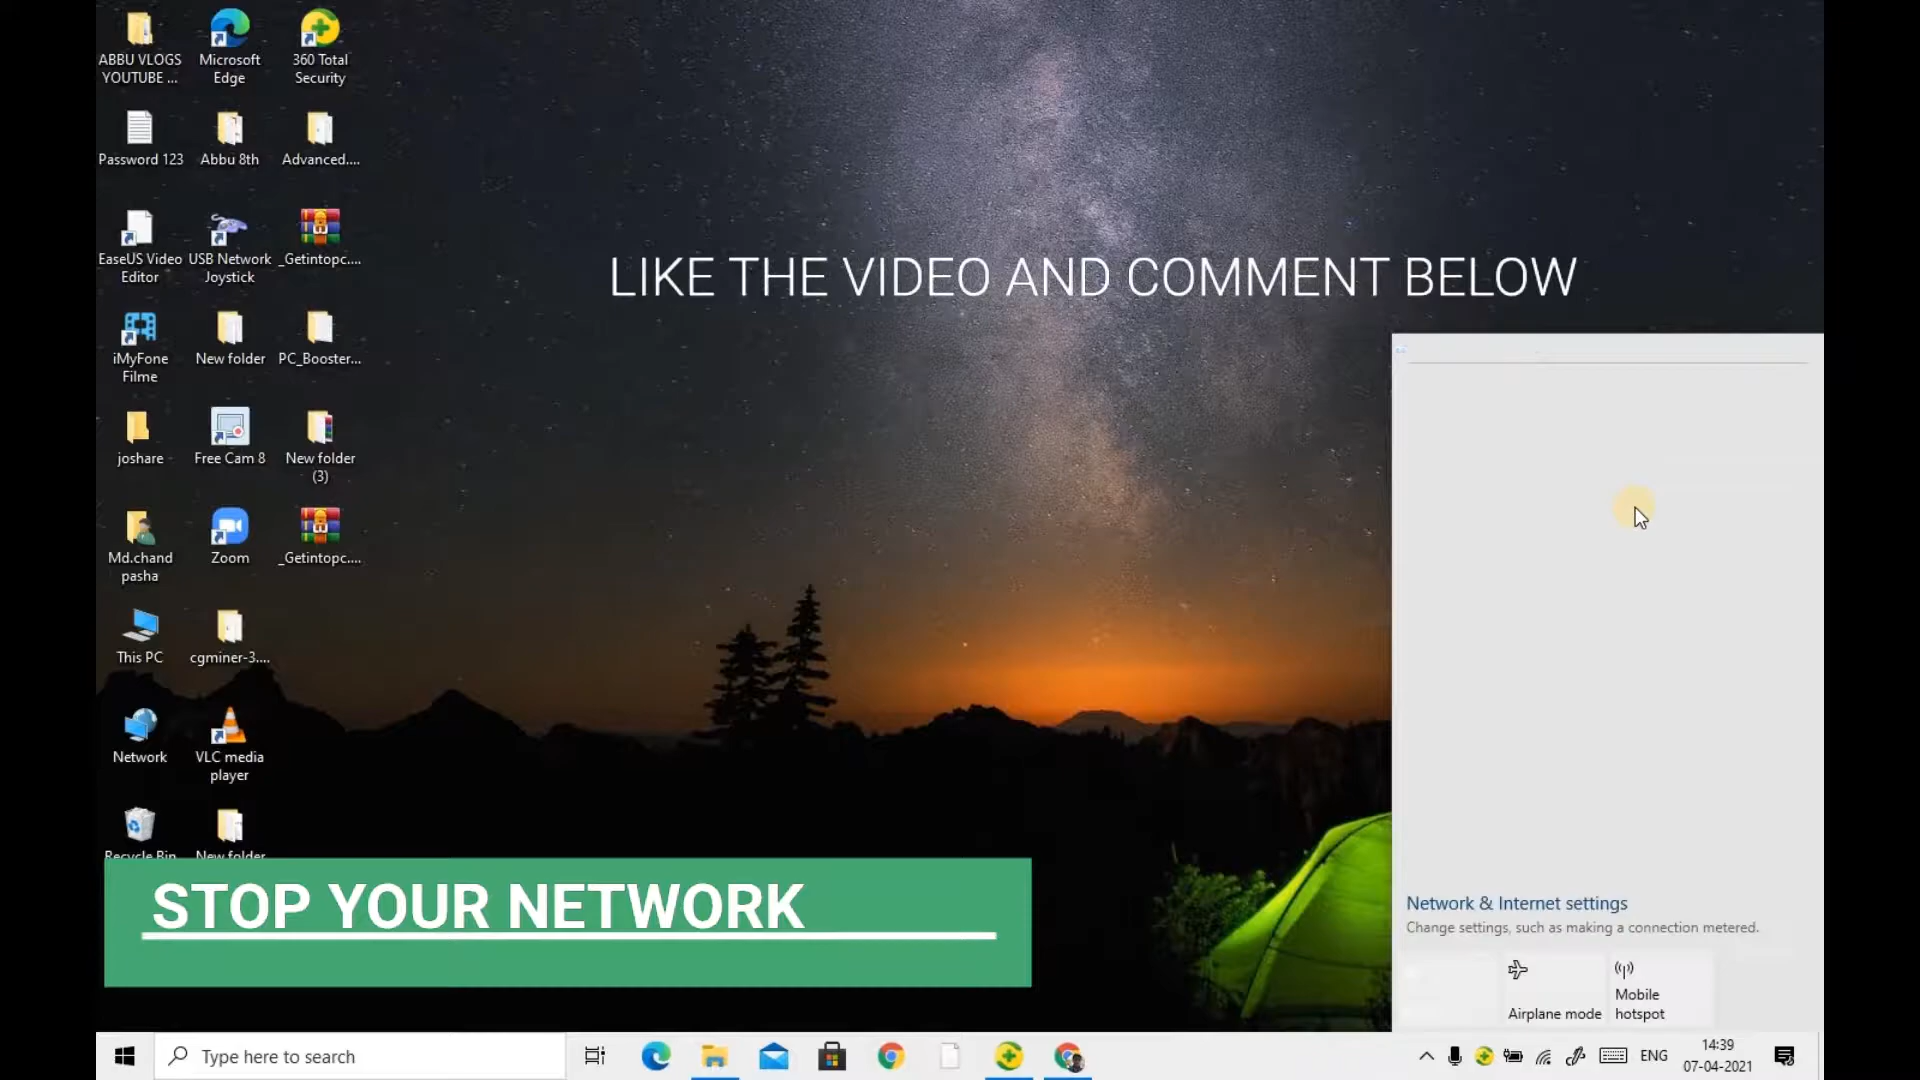 ABBU VLOGS
YOUTUBE ...
Microsoft
Edge
360 Total
Security
Password 123
Abbu 8th
Advanced....
EaseUS Video
Editor
USB Network
Joystick
_Getintopc....
iMyFone
Filme
New folder
PC_Booster...
joshare
Free Cam 8
New folder
(3)
Md.chand
pasha
Zoom
_Getintopc....
This PC
cgminer-3....
Network
VLC media
player
Recycle Bin
New folder
LIKE THE VIDEO AND COMMENT BELOW
STOP YOUR NETWORK
Network & Internet settings
Change settings, such as making a connection metered.
Airplane mode
Mobile
hotspot
Type here to search
ENG
14:39
07-04-2021